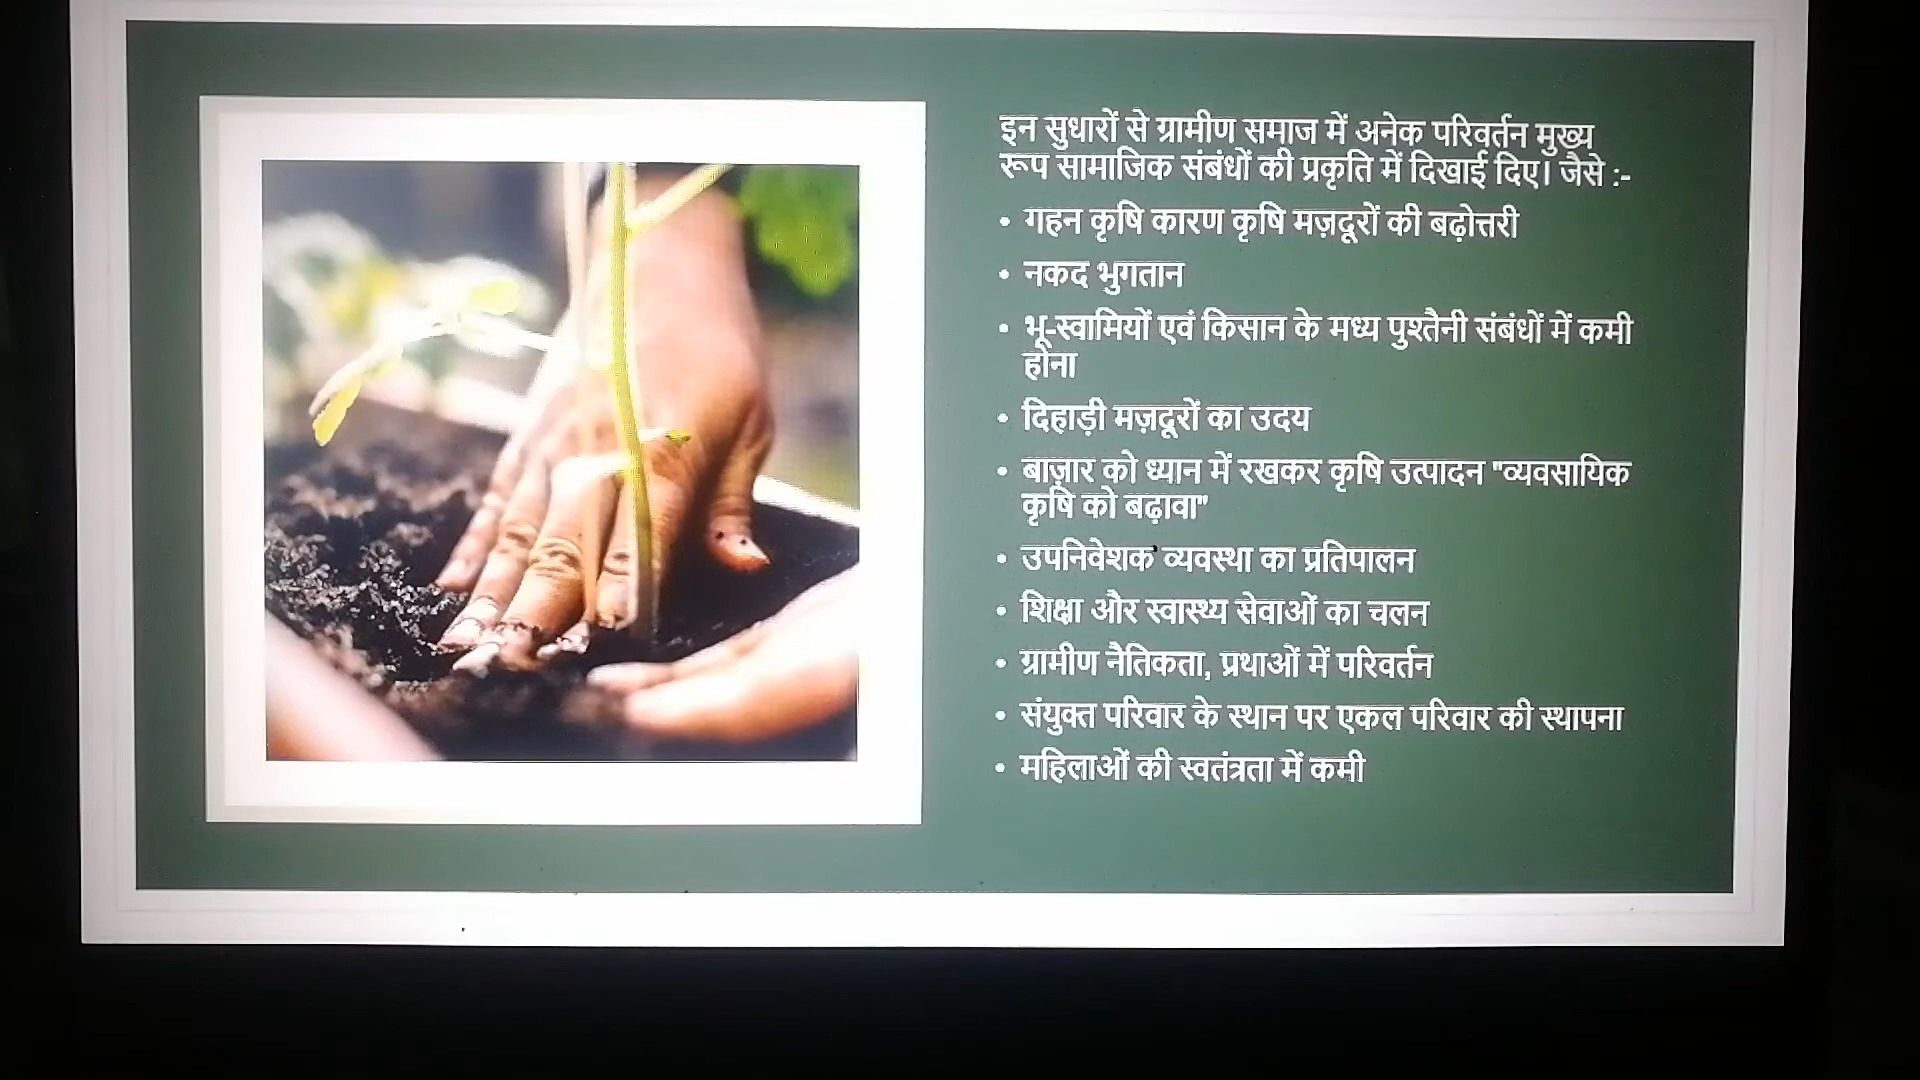 इन सुधारों से ग्रामीण समाज में अनेक परिवर्तन मुख्य
रूप सामाजिक संबंधों की प्रकृति में दिखाई दिए। जैसे :-
• गहन कृषि कारण कृषि मज़दूरों की बढ़ोत्तरी
• नकद भुगतान
• भू-स्वामियों एवं किसान के मध्य पुश्तैनी संबंधों में कमी
होना
• दिहाड़ी मज़दूरों का उदय
• बाज़ार को ध्यान में रखकर कृषि उत्पादन "व्यवसायिक
कृषि को बढ़ावा"
• उपनिवेशक व्यवस्था का प्रतिपालन
• शिक्षा और स्वास्थ्य सेवाओं का चलन
• ग्रामीण नैतिकता, प्रथाओं में परिवर्तन
• संयुक्त परिवार के स्थान पर एकल परिवार की स्थापना
• महिलाओं की स्वतंत्रता में कमी